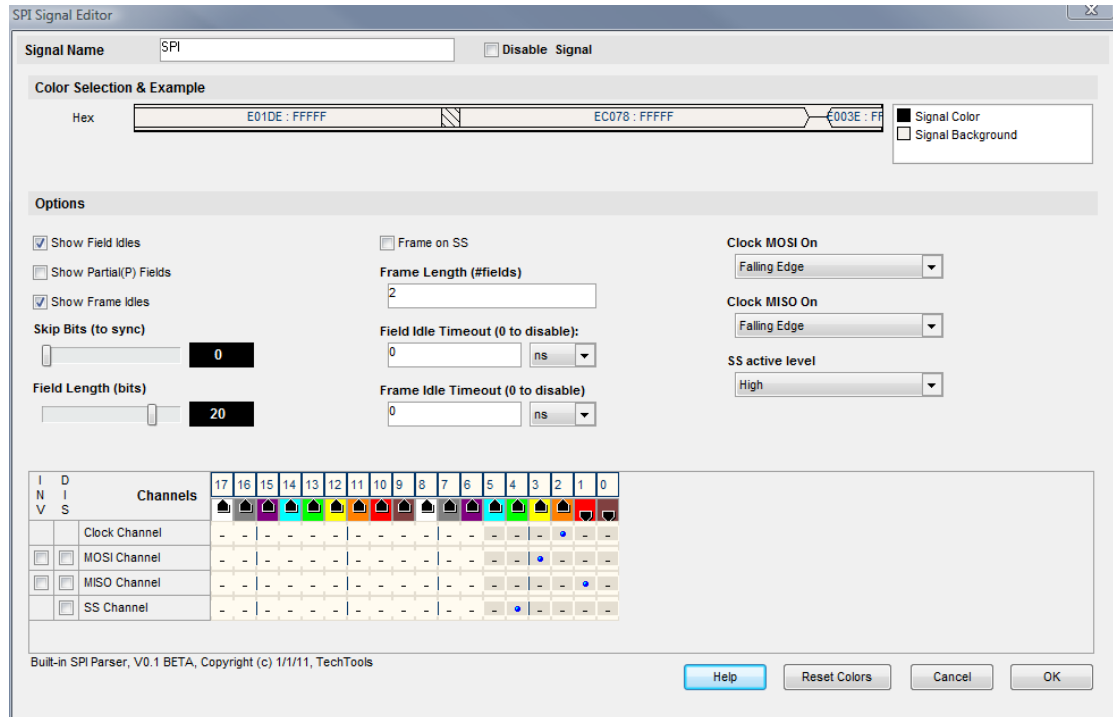 SPI Signal Editor
X
Signal Name SPI Disable Signal
Color Selection & Example
Hex E01DE : FFFFF EC078 : FFFFF E003E : FF
Signal Color
Signal Background
Options
Show Field Idles
Show Partial(P) Fields
Show Frame Idles
Skip Bits (to sync)
0
Field Length (bits)
20
Frame on SS
Frame Length (#fields)
2
Field Idle Timeout (0 to disable):
0 ns
Frame Idle Timeout (0 to disable)
0 ns
Clock MOSI On
Falling Edge
Clock MISO On
Falling Edge
SS active level
High
INV DIS Channels 17 16 15 14 13 12 11 10 9 8 7 6 5 4 3 2 1 0
Clock Channel
MOSI Channel
MISO Channel
SS Channel
Built-in SPI Parser, V0.1 BETA, Copyright (c) 1/1/11, TechTools
Help Reset Colors Cancel OK